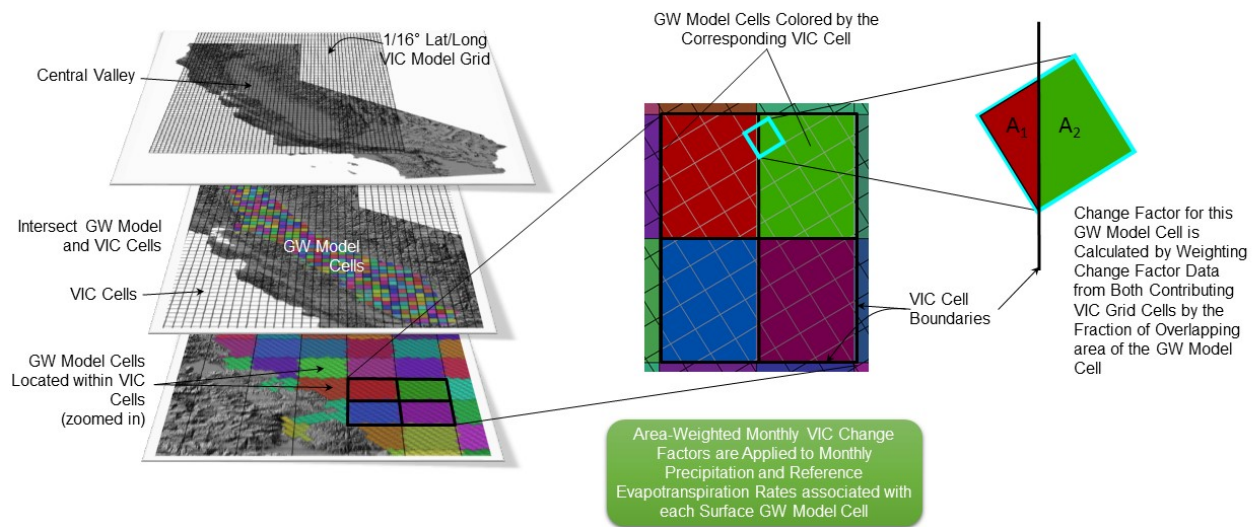 1/16° Lat/Long
VIC Model Grid
Central Valley
Intersect GW Model
and VIC Cells
GW Model
Cells
VIC Cells
GW Model Cells
Located within VIC
Cells
(zoomed in)
GW Model Cells Colored by the
Corresponding VIC Cell
A1
A2
VIC Cell
Boundaries
Change Factor for this
GW Model Cell is
Calculated by Weighting
Change Factor Data
from Both Contributing
VIC Grid Cells by the
Fraction of Overlapping
area of the GW Model
Cell
Area-Weighted Monthly VIC Change
Factors are Applied to Monthly
Precipitation and Reference
Evapotranspiration Rates associated with
each Surface GW Model Cell